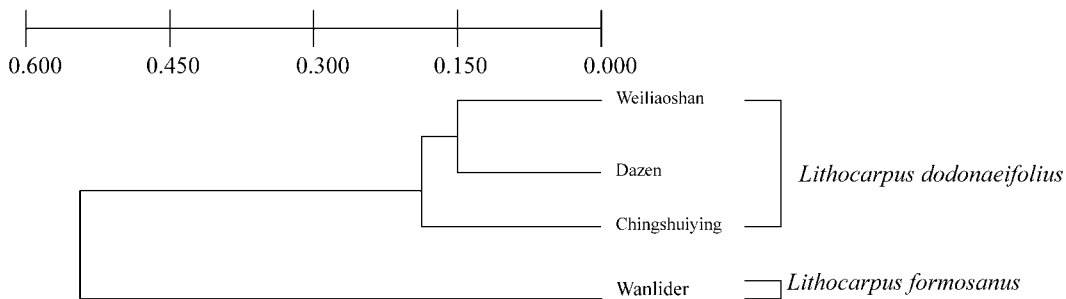 0.600 0.450 0.300 0.150 0.000
Weiliaoshan
Dazen
Lithocarpus dodonaeifolius
Chingshuiying
Lithocarpus formosanus
Wanlider